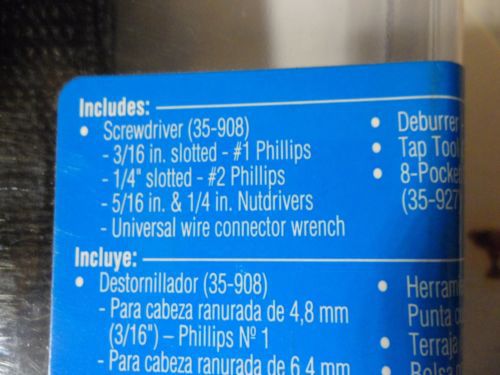 Includes:
• Screwdriver (35-908)
- 3/16 in. slotted - #1 Phillips
- 1/4" slotted - #2 Phillips
- 5/16 in. & 1/4 in. Nutdrivers
- Universal wire connector wrench
• Deburrer
• Tap Tool
• 8-Pocket
(35-927
Incluye:
• Destornillador (35-908)
- Para cabeza ranurada de 4,8 mm
(3/16") – Phillips Nº 1
- Para cabeza ranurada de 6,4 mm
• Herrami
Punta
• Terraja
• Bolsa